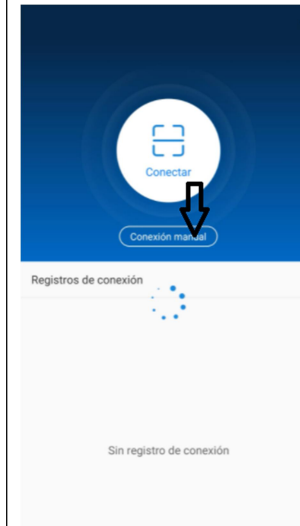 Conectar
Conexión manual
Registros de conexión
Sin registro de conexión